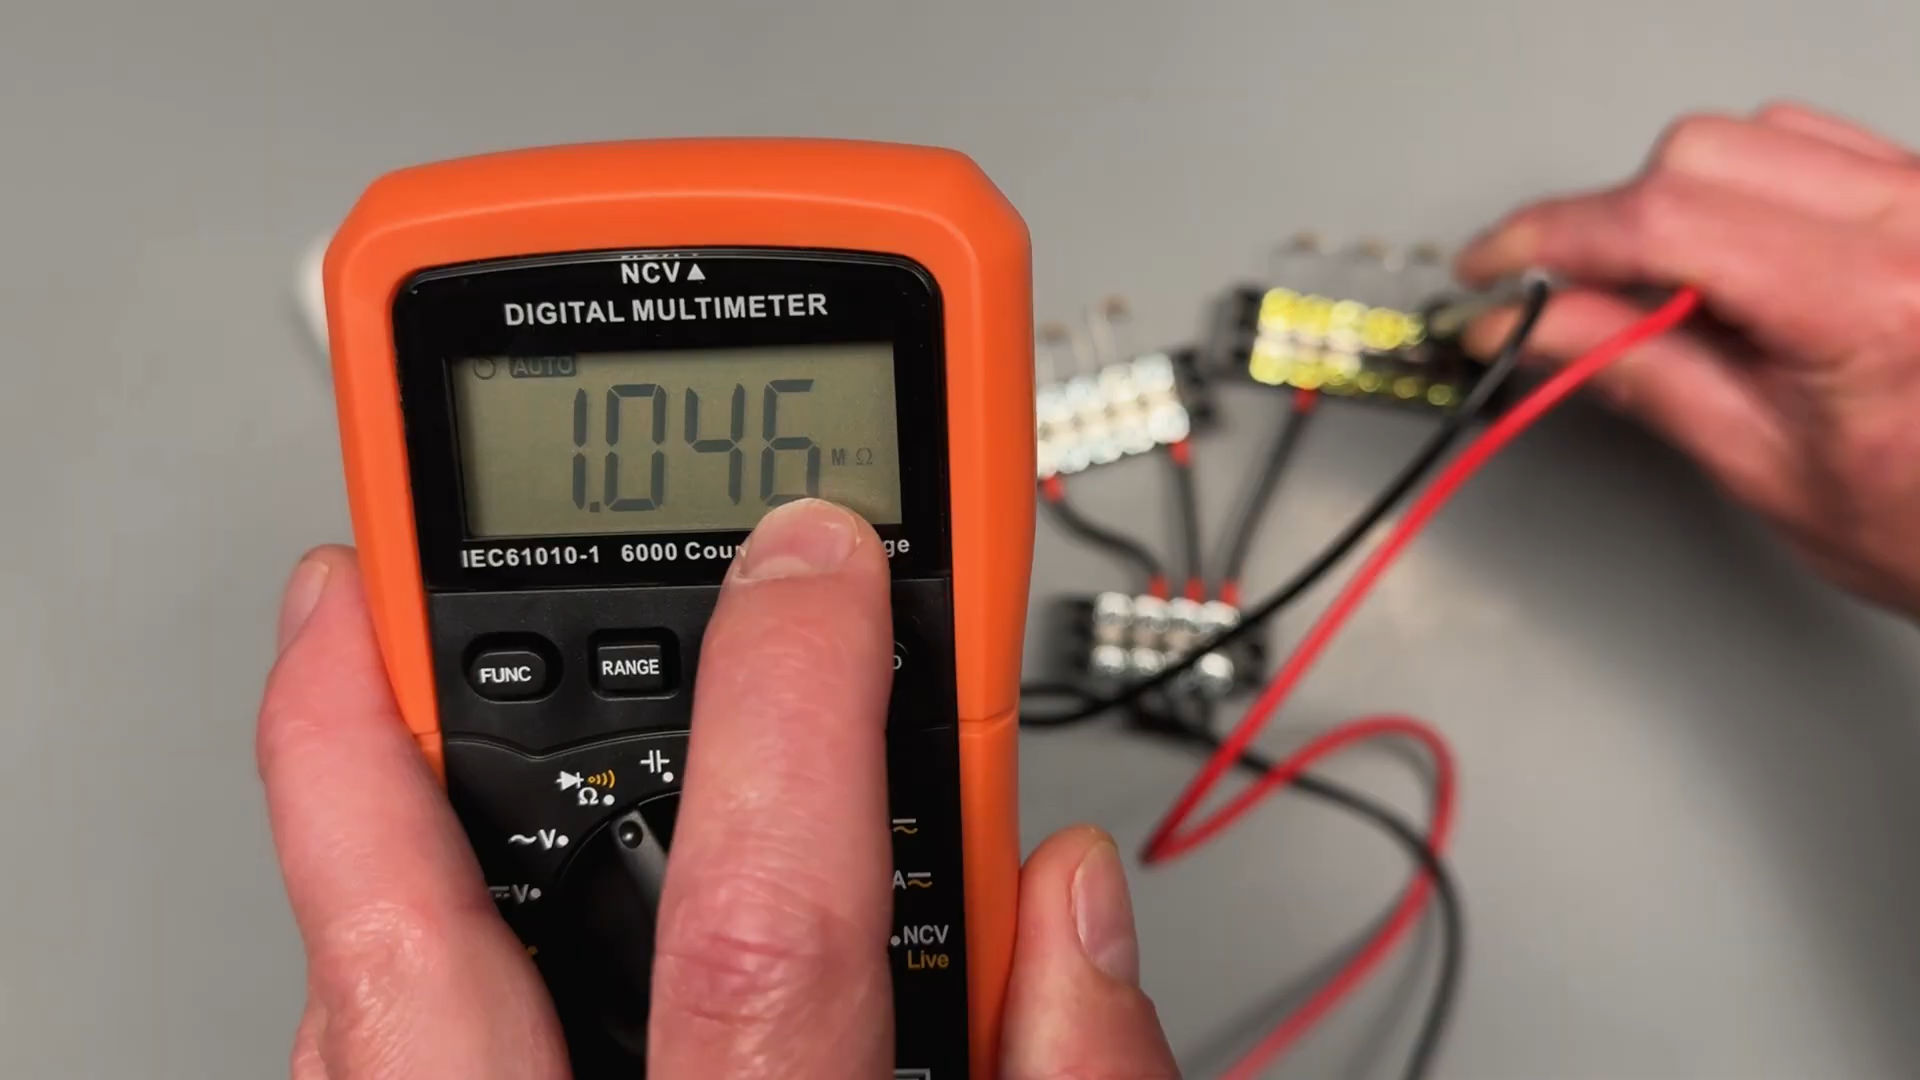 NCV▲
DIGITAL MULTIMETER
AUTO
1.046 MΩ
IEC61010-1 6000
FUNC
RANGE
Ω
~V
V
A
NCV
Live